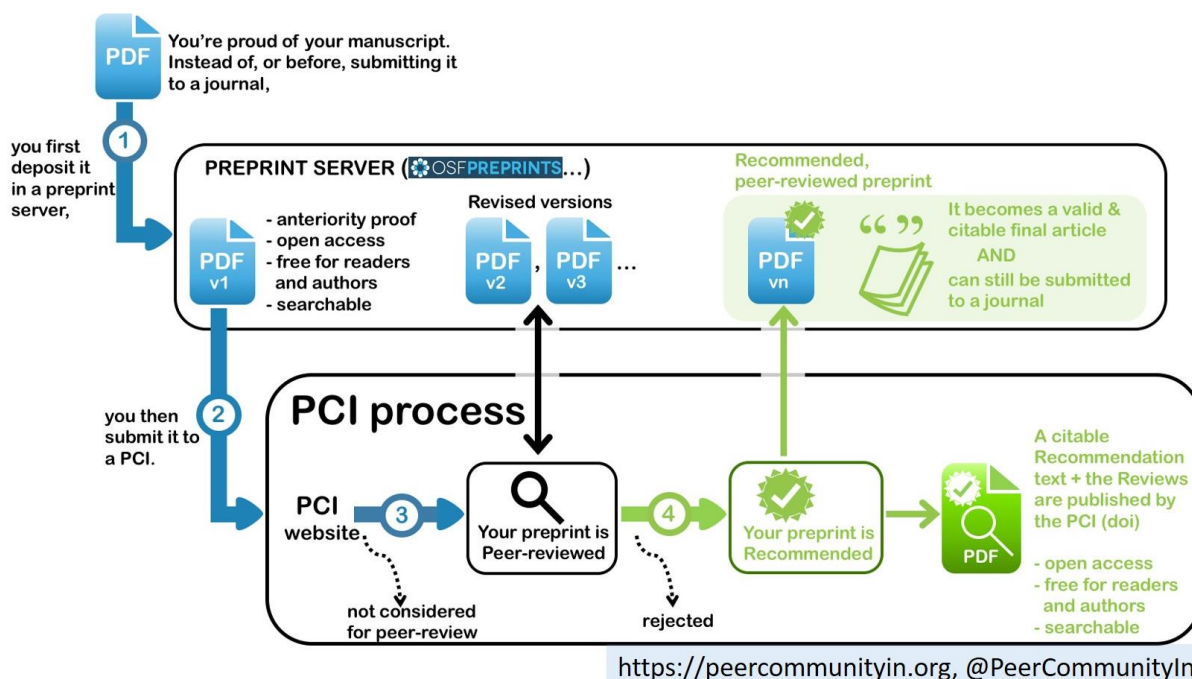 PDF
You're proud of your manuscript.
Instead of, or before, submitting it
to a journal,
1
you first
deposit it
in a preprint
server,
PREPRINT SERVER (OSFPREPRINTS...)
PDF
v1
- anteriority proof
- open access
- free for readers
and authors
- searchable
Revised versions
PDF
v2
,
PDF
v3
...
Recommended,
peer-reviewed preprint
PDF
vn
“ ”
It becomes a valid &
citable final article
AND
can still be submitted
to a journal
2
you then
submit it to
a PCI.
PCI process
PCI
website
3
not considered
for peer-review
Your preprint is
Peer-reviewed
4
rejected
Your preprint is
Recommended
PDF
A citable
Recommendation
text + the Reviews
are published by
the PCI (doi)
- open access
- free for readers
and authors
- searchable
https://peercommunityin.org, @PeerCommunityIn